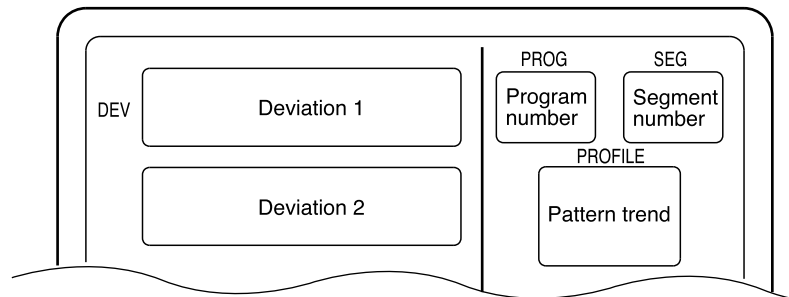 PROG
SEG
DEV
Deviation 1
Program
number
Segment
number
PROFILE
Deviation 2
Pattern trend